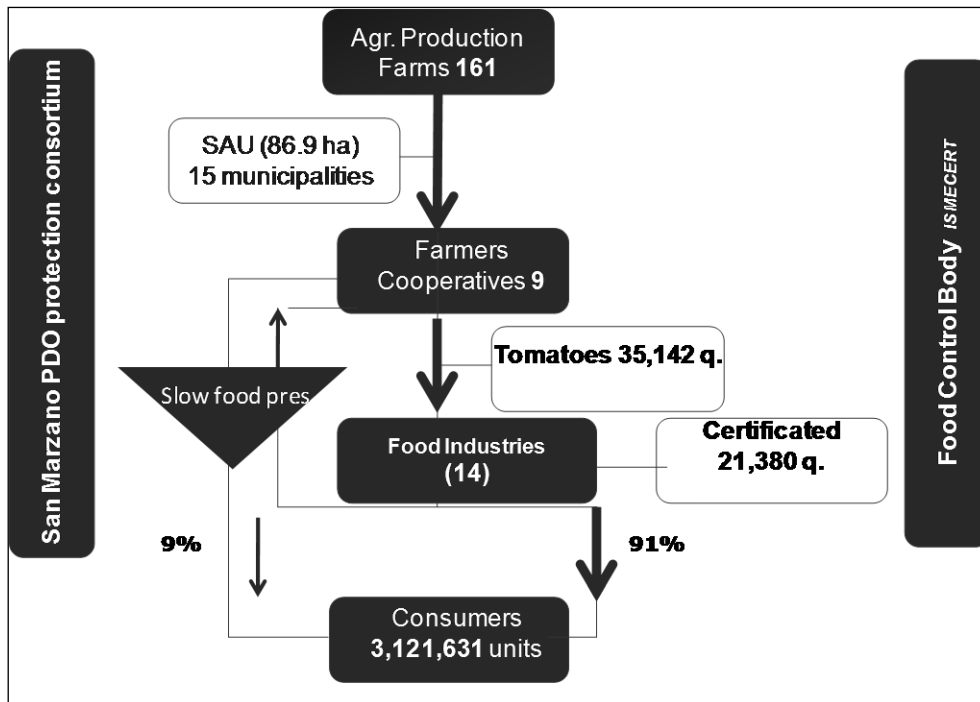 San Marzano PDO protection consortium
Agr. Production
Farms 161
SAU (86.9 ha)
15 municipalities
Farmers
Cooperatives 9
Tomatoes 35,142 q.
Slow food pres
Food Industries
(14)
Certificated
21,380 q.
9%
91%
Consumers
3,121,631 units
Food Control Body ISMECERT